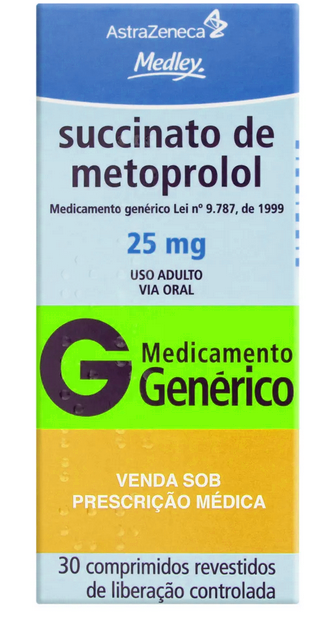 AstraZeneca
Medley.
succinato de
metoprolol
Medicamento genérico Lei nº 9.787, de 1999
25 mg
USO ADULTO
VIA ORAL
G Medicamento
Genérico
VENDA SOB
PRESCRIÇÃO MÉDICA
30 comprimidos revestidos
de liberação controlada